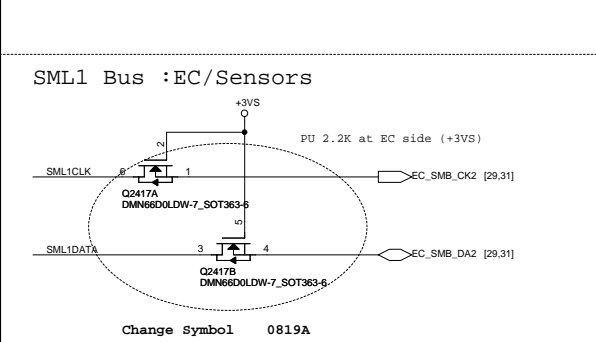 SML1 Bus :EC/Sensors
+3VS
PU 2.2K at EC side (+3VS)
2
SML1CLK 6 1 EC_SMB_CK2 [29,31]
Q2417A
DMN66D0LDW-7_SOT363-6
5
SML1DATA 3 4 EC_SMB_DA2 [29,31]
Q2417B
DMN66D0LDW-7_SOT363-6
Change Symbol 0819A